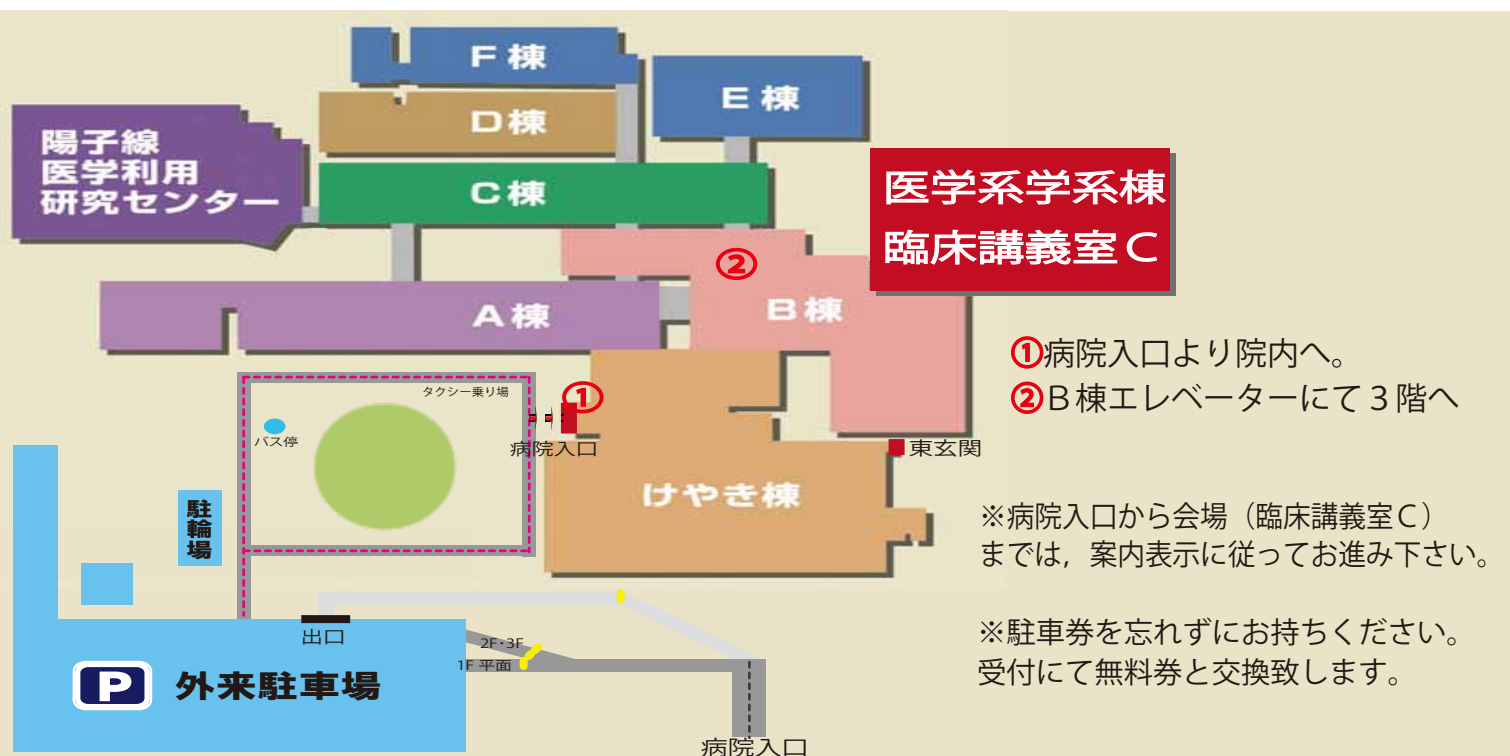 F棟
E棟
D棟
陽子線
医学利用
研究センター
C棟
医学系学系棟
臨床講義室C
②
B棟
A棟
①病院入口より院内へ。
②B棟エレベーターにて3階へ
タクシー乗り場
①
バス停
病院入口
東玄関
けやき棟
駐輪場
※病院入口から会場(臨床講義室C)
までは,案内表示に従ってお進み下さい。
出口
2F・3F
1F 平面
※駐車券を忘れずにお持ちください。
受付にて無料券と交換致します。
P 外来駐車場
病院入口